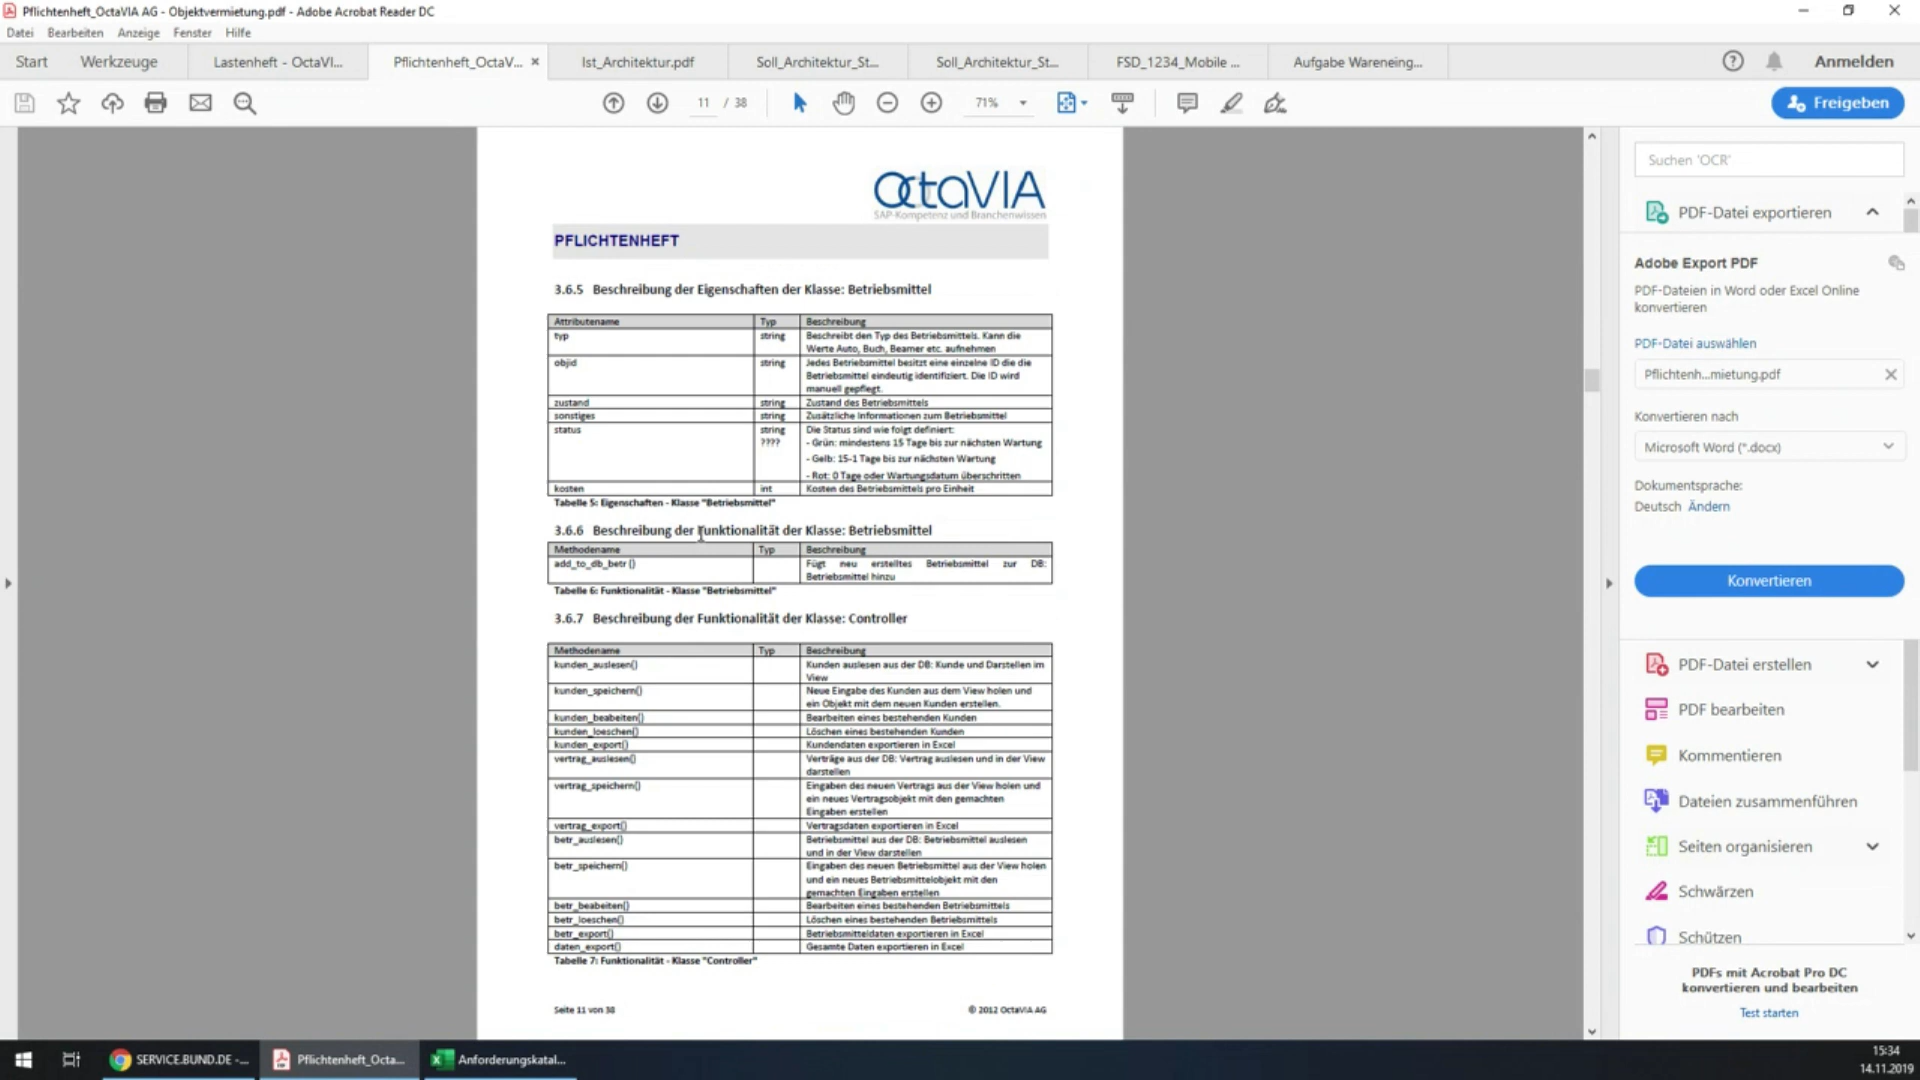 Pflichtenheft_OctaVIA AG - Objektvermietung.pdf - Adobe Acrobat Reader DC
Datei Bearbeiten Anzeige Fenster Hilfe
Start Werkzeuge Lastenheft - OctaVI... Pflichtenheft_OctaV... Ist_Architektur.pdf Soll_Architektur_St... Soll_Architektur_St... FSD_1234_Mobile ... Aufgabe Wareneing... Anmelden
11 / 38 71% Freigeben
OctaVIA
SAP-Kompetenz und Branchenwissen
PFLICHTENHEFT
3.6.5 Beschreibung der Eigenschaften der Klasse: Betriebsmittel
Attributename Typ Beschreibung
typ string Beschreibt den Typ des Betriebsmittels. Kann die
Werte Auto, Buch, Beamer etc. aufnehmen
objid string Jedes Betriebsmittel besitzt eine einzelne ID die die
Betriebsmittel eindeutig identifiziert. Die ID wird
manuell gepflegt.
zustand string Zustand des Betriebsmittels
sonstiges string Zusätzliche Informationen zum Betriebsmittel
status string Die Status sind wie folgt definiert:
???? - Grün: mindestens 15 Tage bis zur nächsten Wartung
- Gelb: 15-1 Tage bis zur nächsten Wartung
- Rot: 0 Tage oder Wartungsdatum überschritten
kosten int Kosten des Betriebsmittels pro Einheit
Tabelle 5: Eigenschaften - Klasse "Betriebsmittel"
3.6.6 Beschreibung der Funktionalität der Klasse: Betriebsmittel
Methodename Typ Beschreibung
add_to_db_betr () Fügt neu erstelltes Betriebsmittel zur DB:
Betriebsmittel hinzu
Tabelle 6: Funktionalität - Klasse "Betriebsmittel"
3.6.7 Beschreibung der Funktionalität der Klasse: Controller
Methodename Typ Beschreibung
kunden_auslesen() Kunden auslesen aus der DB: Kunde und Darstellen im
View
kunden_speichern() Neue Eingabe des Kunden aus dem View holen und
ein Objekt mit dem neuen Kunden erstellen.
kunden_beabeiten() Bearbeiten eines bestehenden Kunden
kunden_loeschen() Löschen eines bestehenden Kunden
kunden_export() Kundendaten exportieren in Excel
vertrag_auslesen() Verträge aus der DB: Vertrag auslesen und in der View
darstellen
vertrag_speichern() Eingaben des neuen Vertrags aus der View holen und
ein neues Vertragsobjekt mit den gemachten
Eingaben erstellen
vertrag_export() Vertragsdaten exportieren in Excel
betr_auslesen() Betriebsmittel aus der DB: Betriebsmittel auslesen
und in der View darstellen
betr_speichern() Eingaben des neuen Betriebsmittel aus der View holen
und ein neues Betriebsmittelobjekt mit den
gemachten Eingaben erstellen
betr_beabeiten() Bearbeiten eines bestehenden Betriebsmittels
betr_loeschen() Löschen eines bestehenden Betriebsmittels
betr_export() Betriebsmitteldaten exportieren in Excel
daten_export() Gesamte Daten exportieren in Excel
Tabelle 7: Funktionalität - Klasse "Controller"
Seite 11 von 38 © 2012 OctaVIA AG
Suchen 'OCR'
PDF-Datei exportieren
Adobe Export PDF
PDF-Dateien in Word oder Excel Online
konvertieren
PDF-Datei auswählen
Pflichtenh...mietung.pdf
Konvertieren nach
Microsoft Word (*.docx)
Dokumentsprache:
Deutsch Ändern
Konvertieren
PDF-Datei erstellen
PDF bearbeiten
Kommentieren
Dateien zusammenführen
Seiten organisieren
Schwärzen
Schützen
PDFs mit Acrobat Pro DC
konvertieren und bearbeiten
Test starten
SERVICE.BUND.DE -... Pflichtenheft_Octa... Anforderungskatal...
15:34
14.11.2019